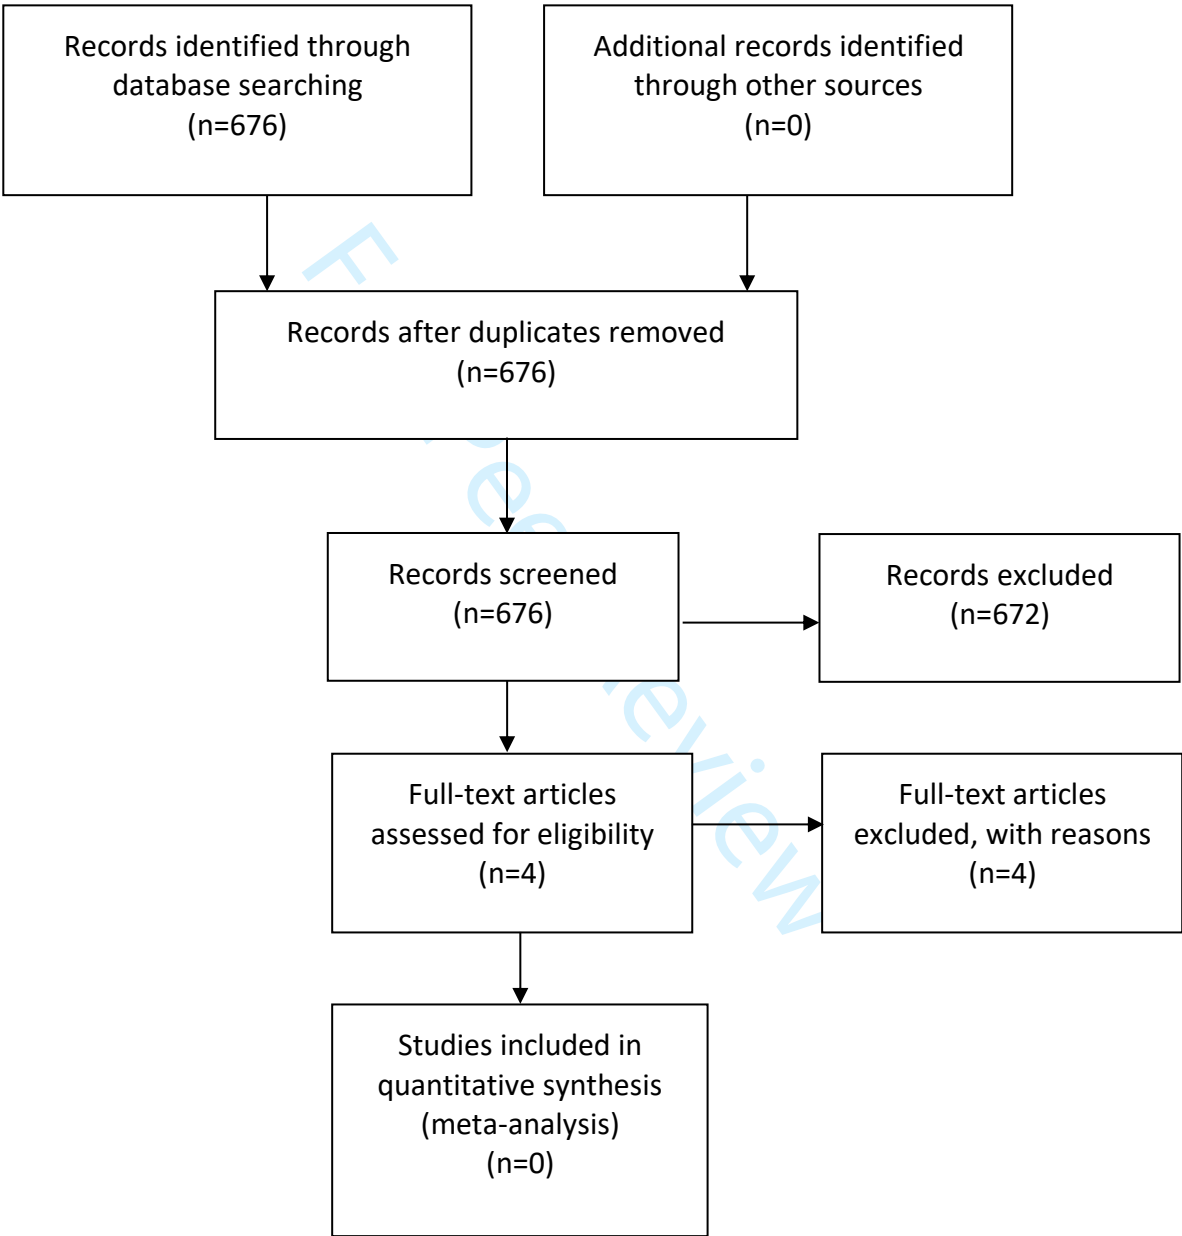 Records identified through
database searching
(n=676)
Additional records identified
through other sources
(n=0)
Records after duplicates removed
(n=676)
Records screened
(n=676)
Records excluded
(n=672)
Full-text articles
assessed for eligibility
(n=4)
Full-text articles
excluded, with reasons
(n=4)
Studies included in
quantitative synthesis
(meta-analysis)
(n=0)